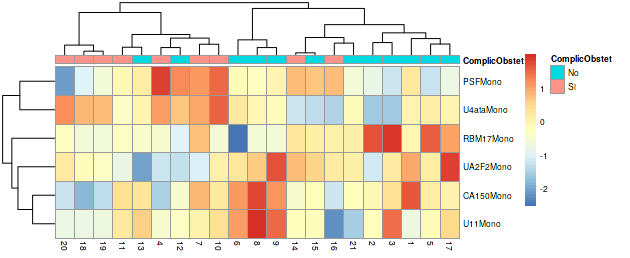 ComplicObstet
ComplicObstet
PSFMono
U4ataMono
RBM17Mono
UA2F2Mono
CA150Mono
U11Mono
No
SI
1
0
-1
-2
20 18 19 11 13 4 12 7 10 6 8 9 14 15 16 21 2 3 1 5 17